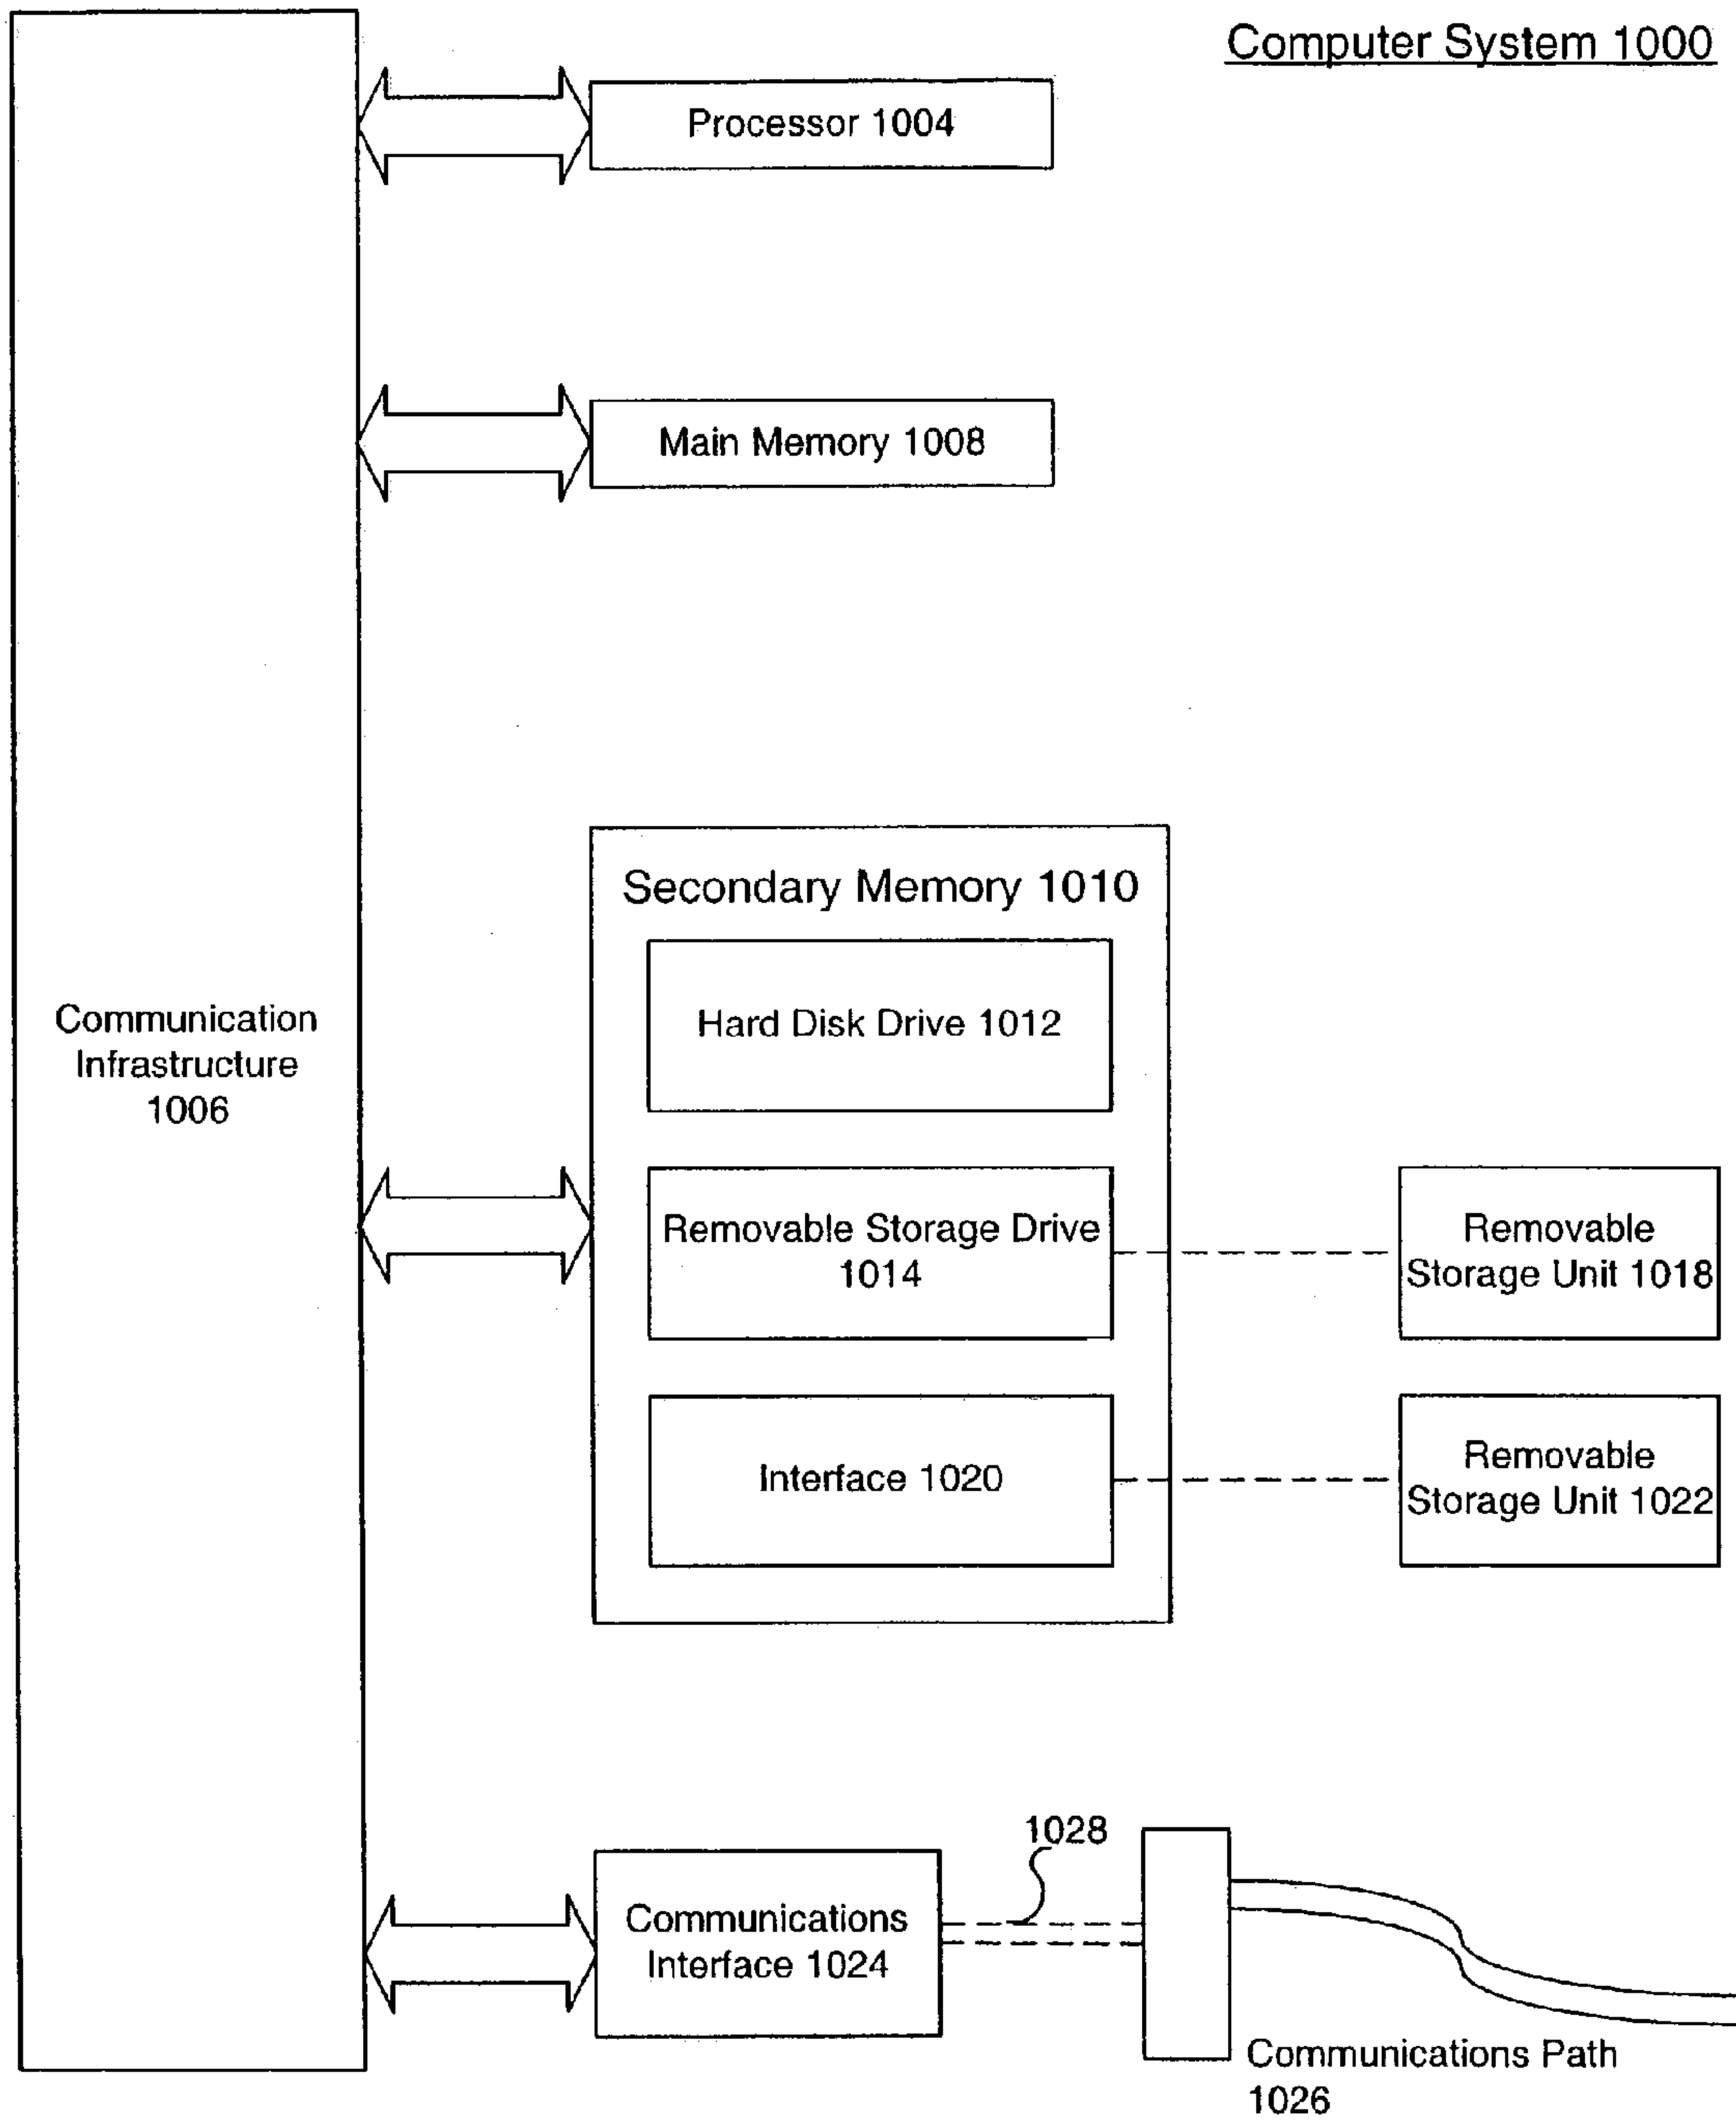 Computer System 1000
Processor 1004
Main Memory 1008
Secondary Memory 1010
Hard Disk Drive 1012
Communication
Infrastructure
1006
Removable Storage Drive
1014
Removable
Storage Unit 1018
Interface 1020
Removable
Storage Unit 1022
1028
Communications
Interface 1024
Communications Path
1026